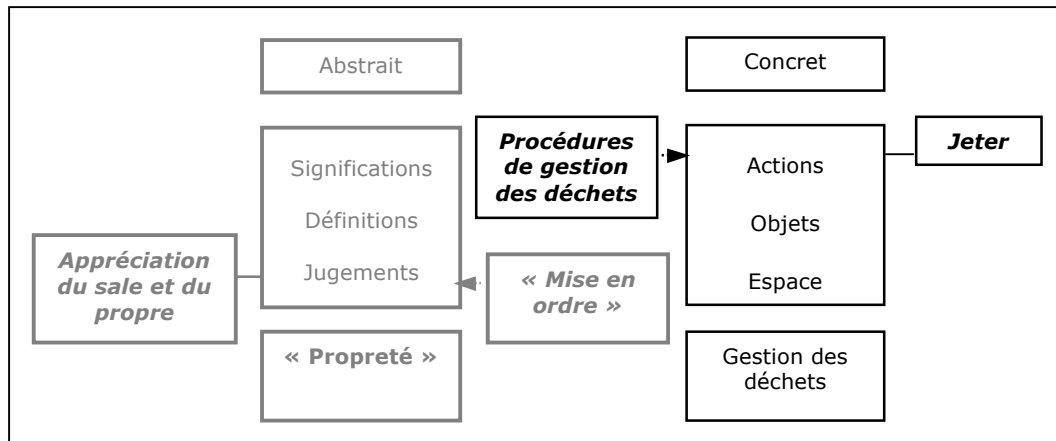 Abstrait
Concret
Significations
Définitions
Jugements
Procédures
de gestion
des déchets
Actions
Objets
Espace
Jeter
Appréciation
du sale et du
propre
« Mise en
ordre »
« Propreté »
Gestion des
déchets